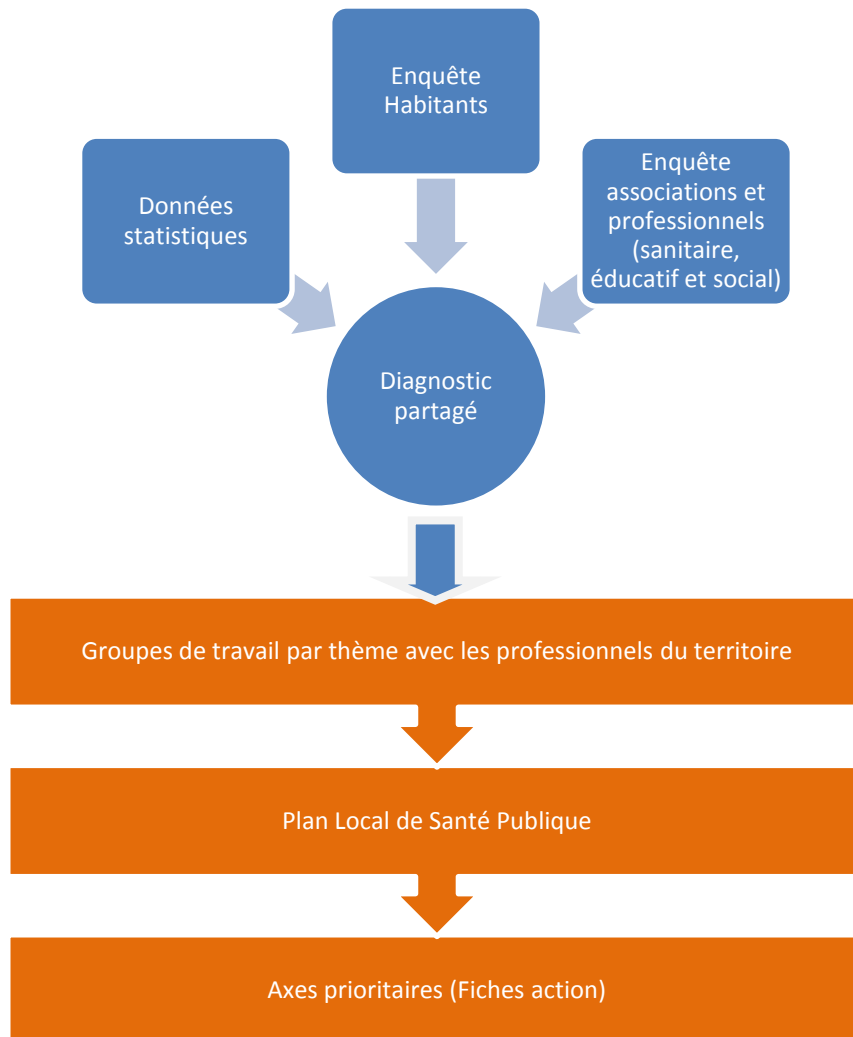 Enquête
Habitants
Données
statistiques
Enquête
associations et
professionnels
(sanitaire,
éducatif et social)
Diagnostic
partagé
Groupes de travail par thème avec les professionnels du territoire
Plan Local de Santé Publique
Axes prioritaires (Fiches action)